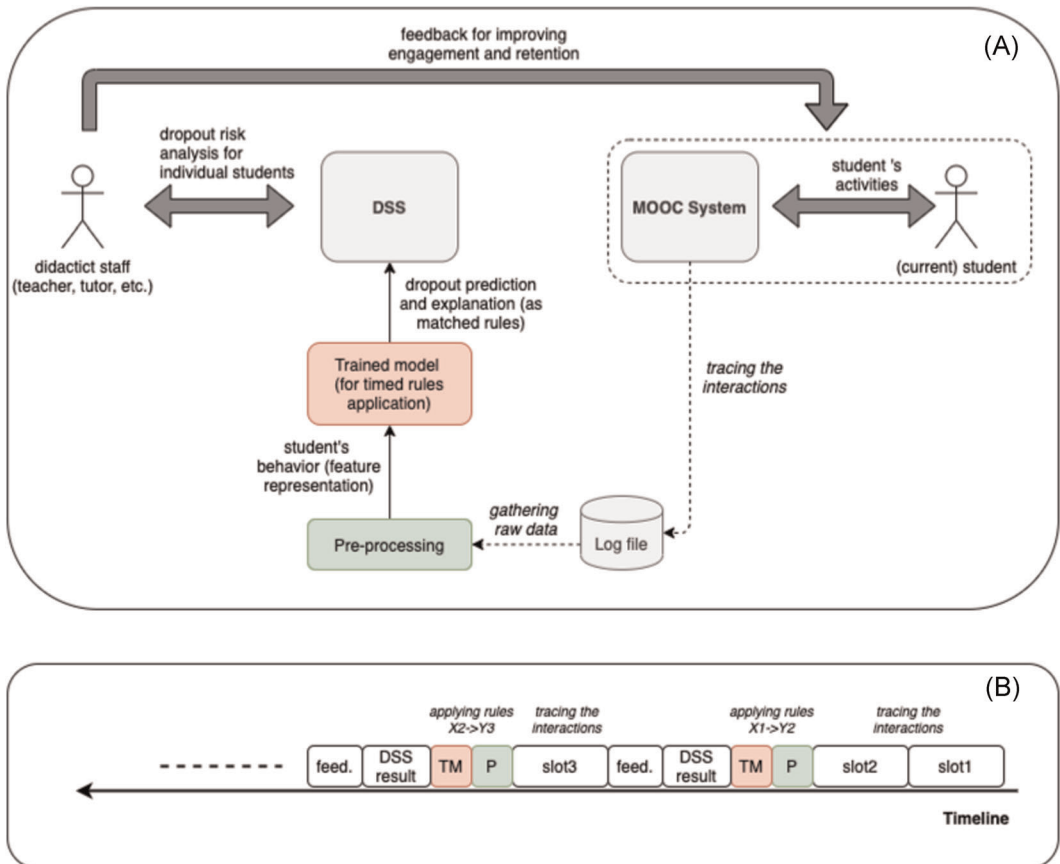 feedback for improving
engagement and retention
(A)
dropout risk
analysis for
individual students
DSS
MOOC System
student 's
activities
didactict staff
(teacher, tutor, etc.)
(current) student
dropout prediction
and explanation (as
matched rules)
Trained model
(for timed rules
application)
tracing the
interactions
student's
behavior (feature
representation)
gathering
raw data
Pre-processing
Log file
(B)
applying rules
X2->Y3
tracing the
interactions
applying rules
X1->Y2
tracing the
interactions
feed.
DSS
result
TM
P
slot3
feed.
DSS
result
TM
P
slot2
slot1
Timeline